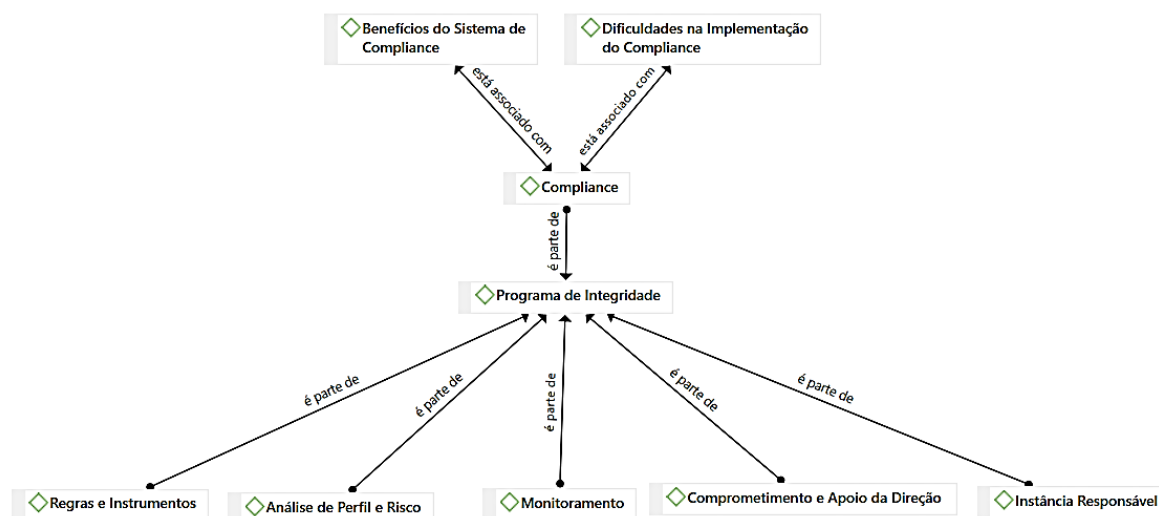 Benefícios do Sistema de
Compliance
Dificuldades na Implementação
do Compliance
está associado com
está associado com
Compliance
é parte de
Programa de Integridade
é parte de
é parte de
é parte de
é parte de
é parte de
Regras e Instrumentos
Análise de Perfil e Risco
Monitoramento
Comprometimento e Apoio da Direção
Instância Responsável